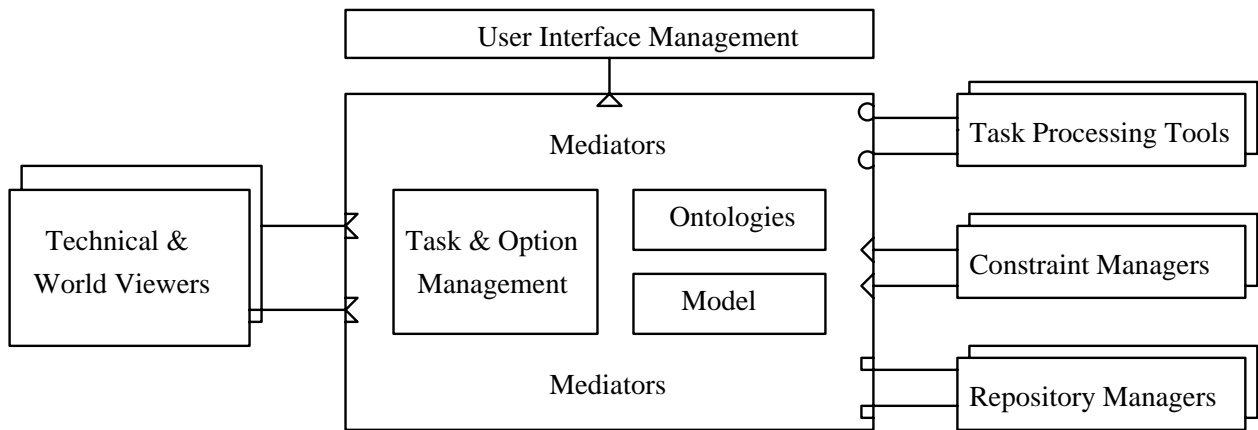 User Interface Management
Mediators
Task Processing Tools
Technical &
World Viewers
Task & Option
Management
Ontologies
Model
Constraint Managers
Mediators
Repository Managers